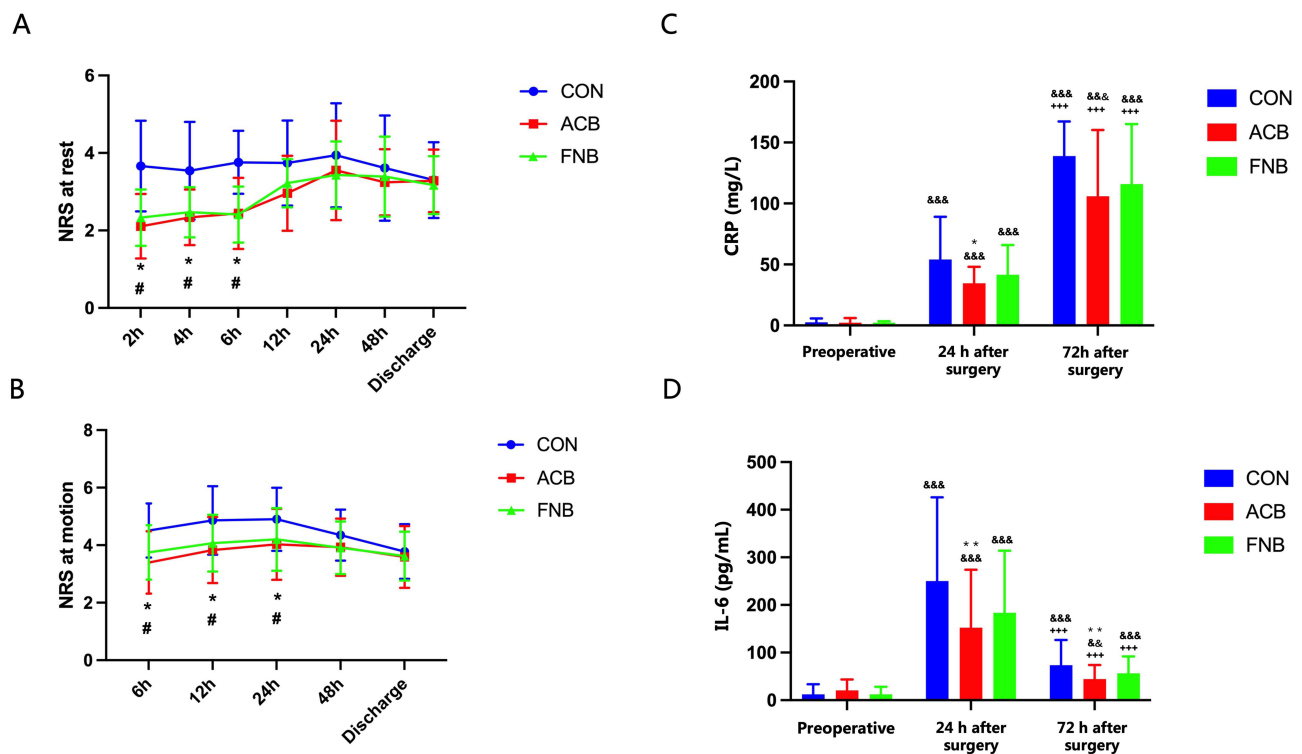 A
NRS at rest
6
4
2
0
2h
4h
6h
12h
24h
48h
Discharge
*
#
*
#
*
#
CON
ACB
FNB
B
NRS at motion
8
6
4
2
0
6h
12h
24h
48h
Discharge
*
#
*
#
*
#
CON
ACB
FNB
C
CRP (mg/L)
200
150
100
50
0
&&&
*
&&&
&&&
&&&
+++
&&&
+++
&&&
+++
Preoperative
24 h after
surgery
72h after
surgery
CON
ACB
FNB
D
IL-6 (pg/mL)
500
400
300
200
100
0
&&&
**
&&&
&&&
&&&
+++
**
&&
+++
&&&
+++
Preoperative
24 h after
surgery
72 h after
surgery
CON
ACB
FNB